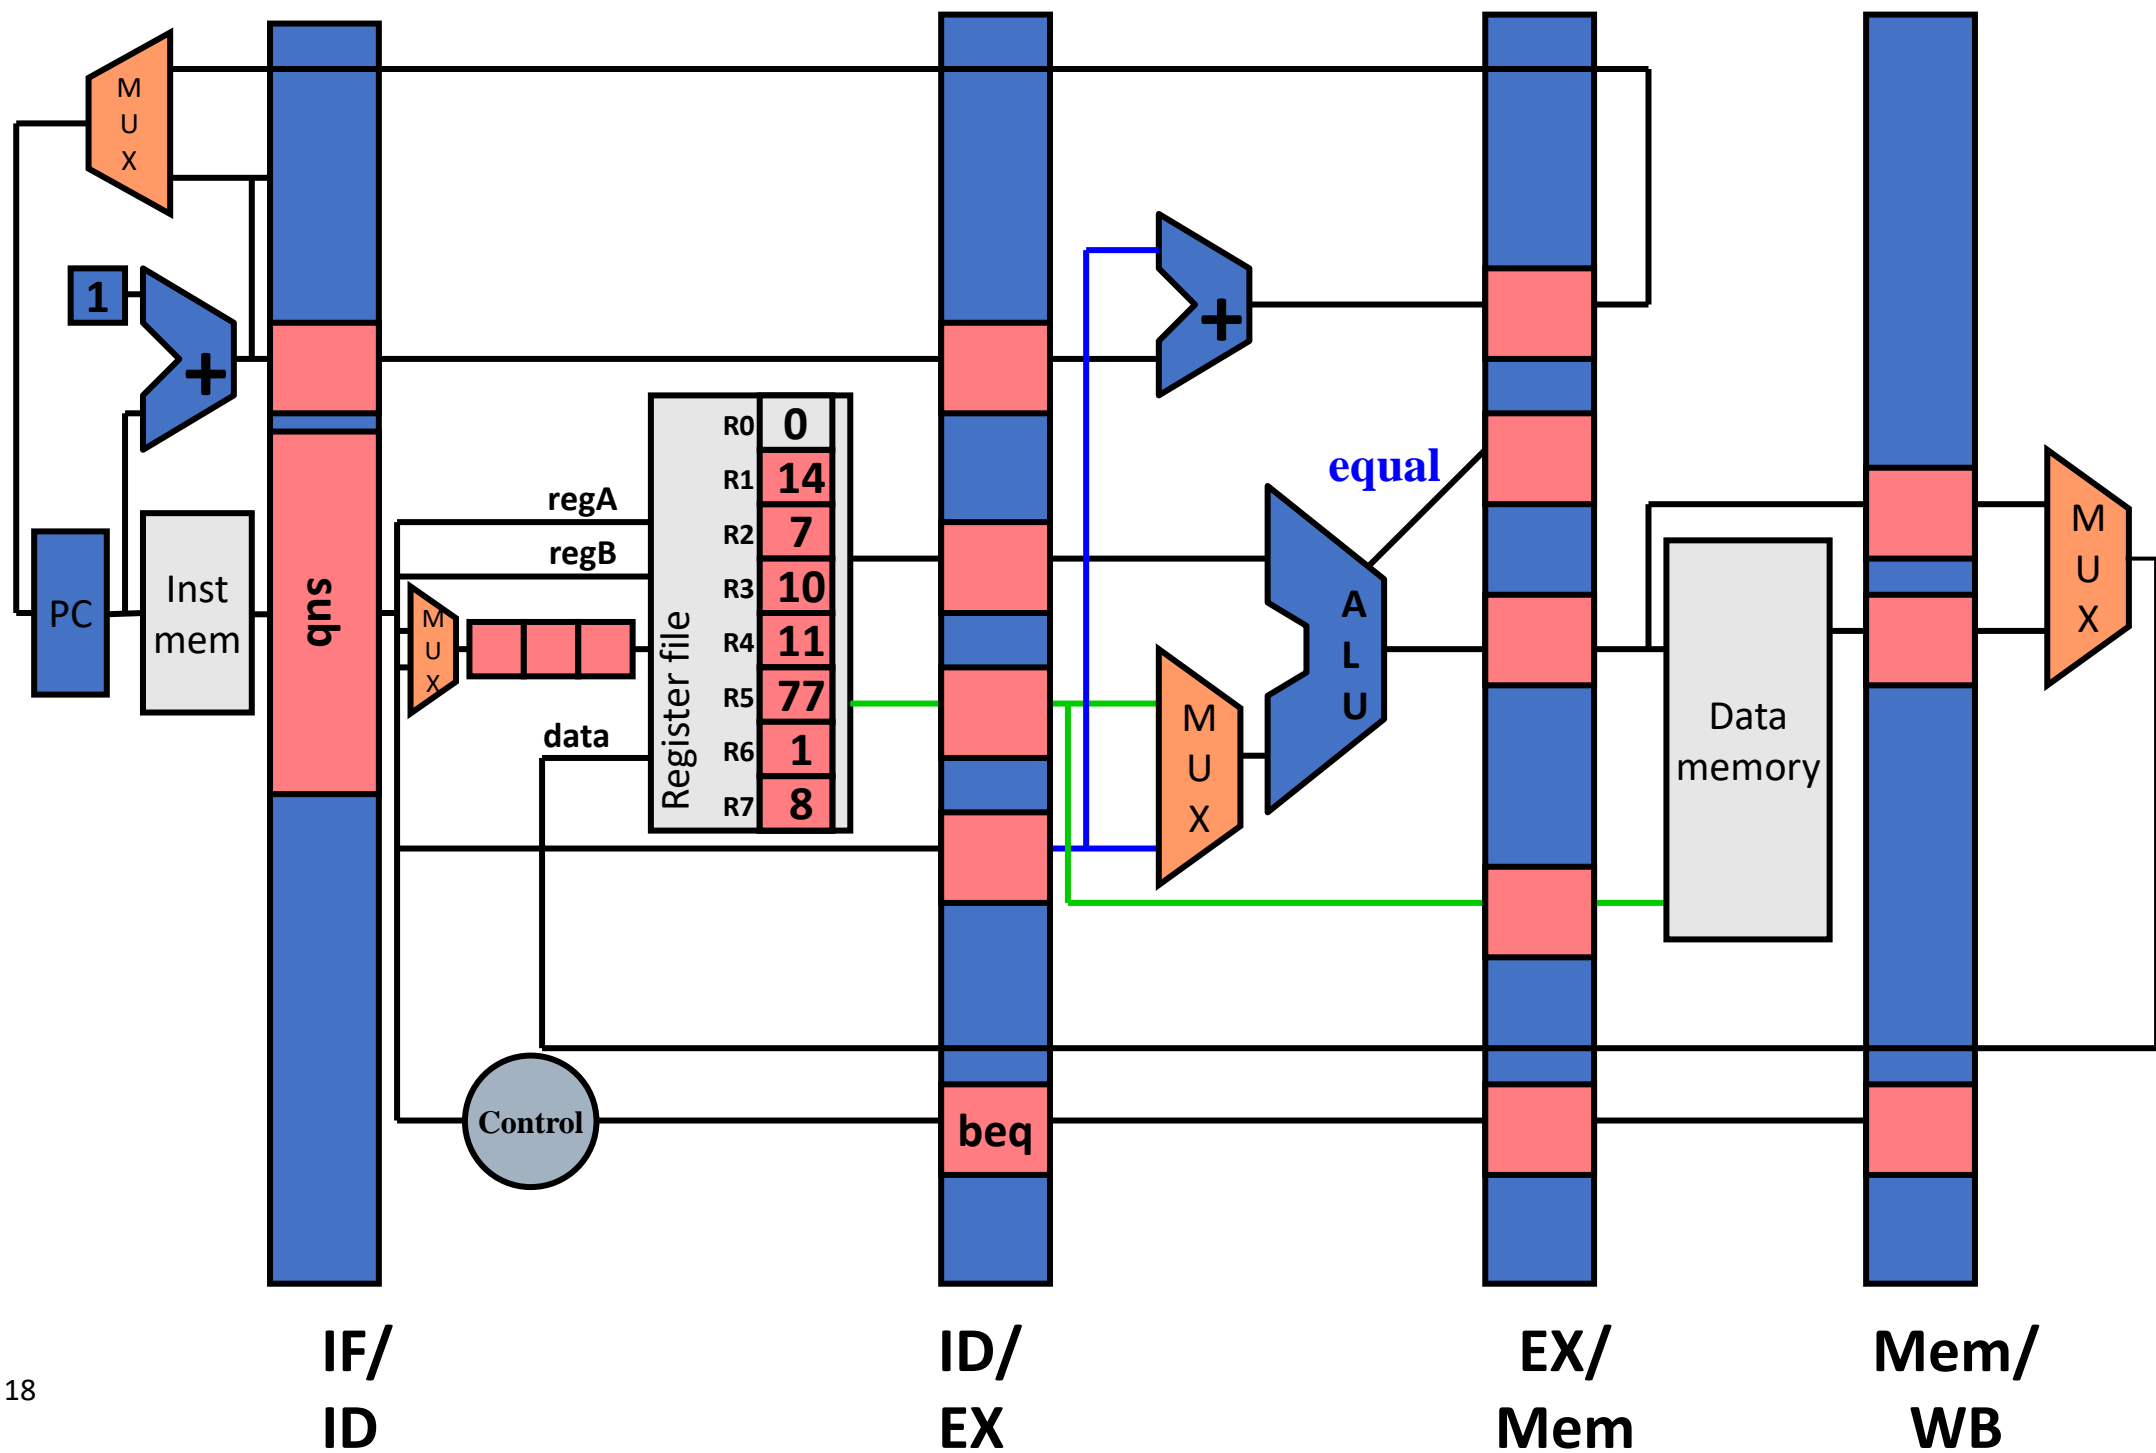 M
U
X
1
+
+
R0 0
R1 14
R2 7
R3 10
R4 11
R5 77
R6 1
R7 8
Register file
regA
regB
data
equal
PC
Inst
mem
sub
M
U
X
M
U
X
A
L
U
Data
memory
M
U
X
Control
beq
IF/
ID
ID/
EX
EX/
Mem
Mem/
WB
18